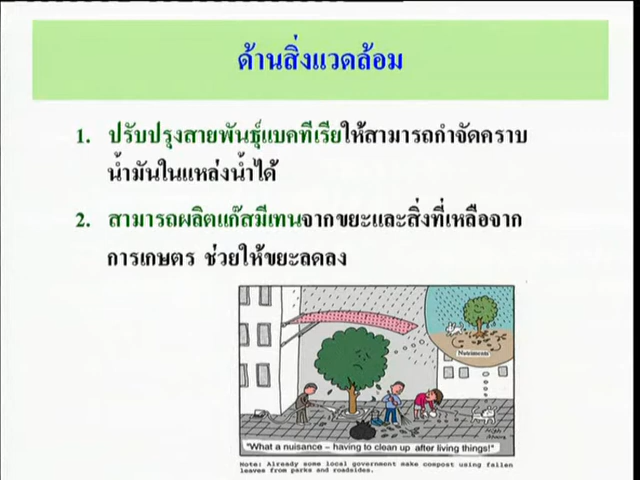 ด้านสิ่งแวดล้อม
1. ปรับปรุงสายพันธุ์แบคทีเรียให้สามารถกำจัดคราบ
น้ำมันในแหล่งน้ำได้
2. สามารถผลิตแก๊สมีเทนจากขยะและสิ่งที่เหลือจาก
การเกษตร ช่วยให้ขยะลดลง
Nutriments
"What a nuisance – having to clean up after living things!"
Note: Already some local government make compost using fallen
leaves from parks and roadsides.